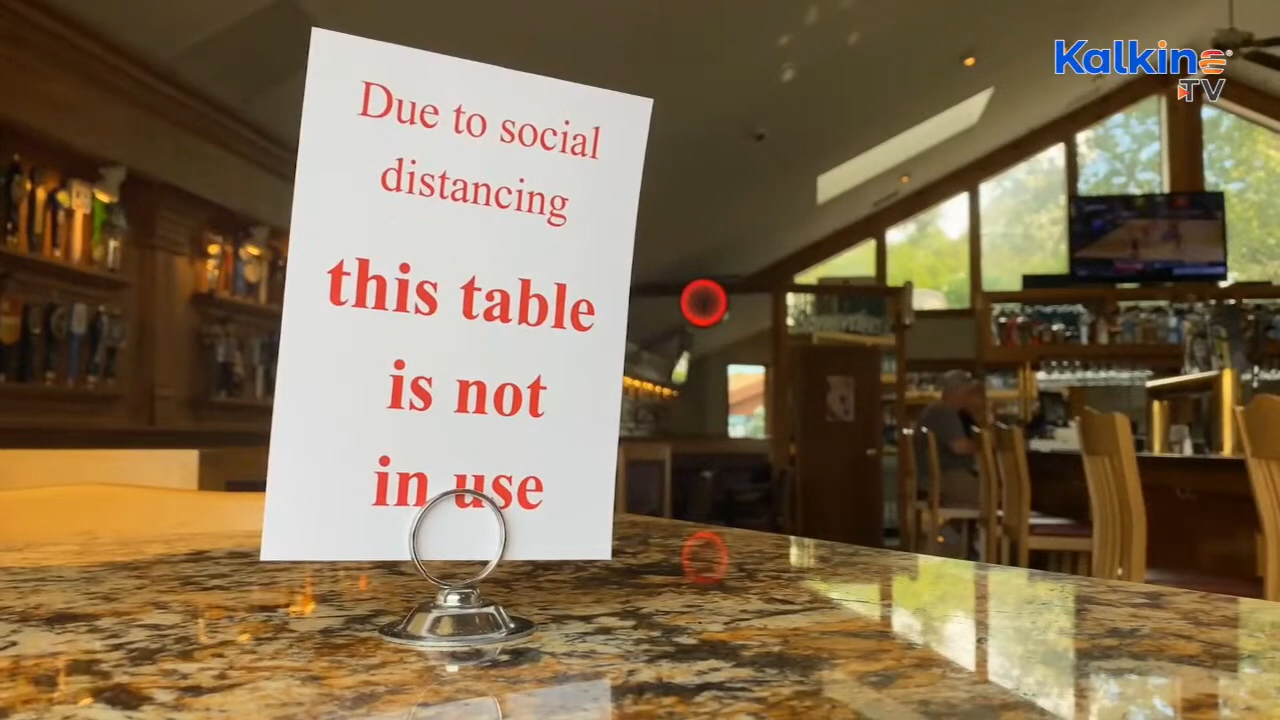 Kalkine®
TV
Due to social
distancing
this table
is not
in use